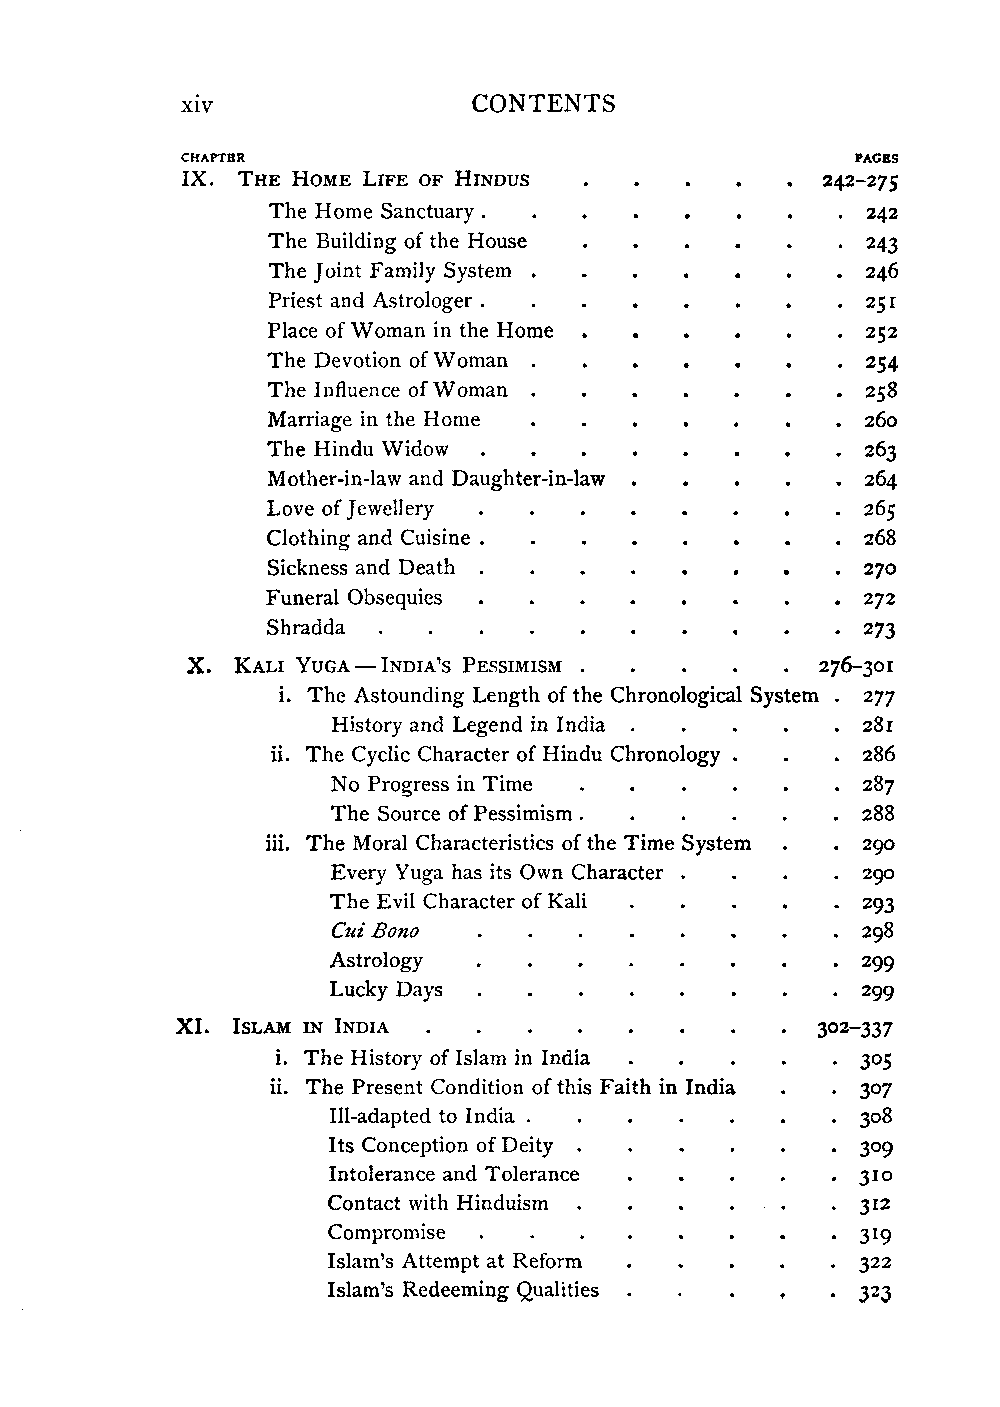 xiv CONTENTS
CHAPTER PAGES
IX. THE HOME LIFE OF HINDUS . . . . . 242-275
The Home Sanctuary . . . . . . . . 242
The Building of the House . . . . . . 243
The Joint Family System . . . . . . . 246
Priest and Astrologer . . . . . . . . 251
Place of Woman in the Home . . . . . . 252
The Devotion of Woman . . . . . . . 254
The Influence of Woman . . . . . . . 258
Marriage in the Home . . . . . . . 260
The Hindu Widow . . . . . . . . 263
Mother-in-law and Daughter-in-law . . . . . 264
Love of Jewellery . . . . . . . . 265
Clothing and Cuisine . . . . . . . . 268
Sickness and Death . . . . . . . . 270
Funeral Obsequies . . . . . . . . 272
Shradda . . . . . . . . . . 273
X. KALI YUGA — INDIA'S PESSIMISM . . . . . 276-301
i. The Astounding Length of the Chronological System . 277
History and Legend in India . . . . . 281
ii. The Cyclic Character of Hindu Chronology . . . 286
No Progress in Time . . . . . . 287
The Source of Pessimism . . . . . . 288
iii. The Moral Characteristics of the Time System . . 290
Every Yuga has its Own Character . . . . 290
The Evil Character of Kali . . . . . 293
Cui Bono . . . . . . . . 298
Astrology . . . . . . . . 299
Lucky Days . . . . . . . . 299
XI. ISLAM IN INDIA . . . . . . . . 302-337
i. The History of Islam in India . . . . . 305
ii. The Present Condition of this Faith in India . . 307
Ill-adapted to India . . . . . . . 308
Its Conception of Deity . . . . . . 309
Intolerance and Tolerance . . . . . 310
Contact with Hinduism . . . . . . 312
Compromise . . . . . . . . 319
Islam's Attempt at Reform . . . . . 322
Islam's Redeeming Qualities . . . . . 323